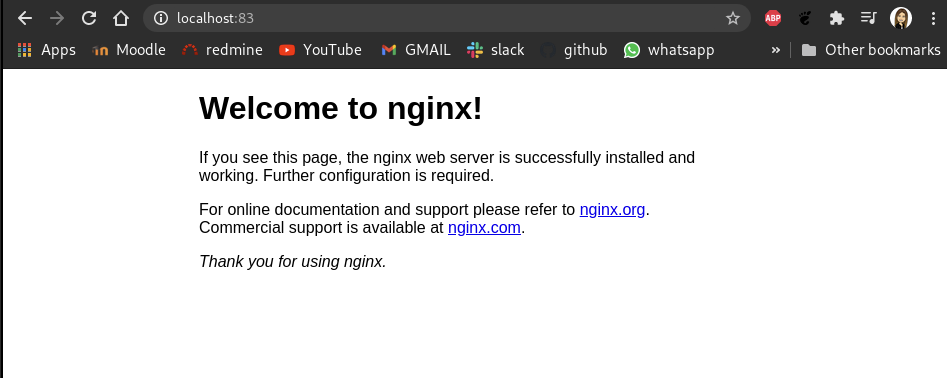 localhost:83
ABP
Apps Moodle redmine YouTube GMAIL slack github whatsapp » Other bookmarks
Welcome to nginx!
If you see this page, the nginx web server is successfully installed and
working. Further configuration is required.
For online documentation and support please refer to nginx.org.
Commercial support is available at nginx.com.
Thank you for using nginx.